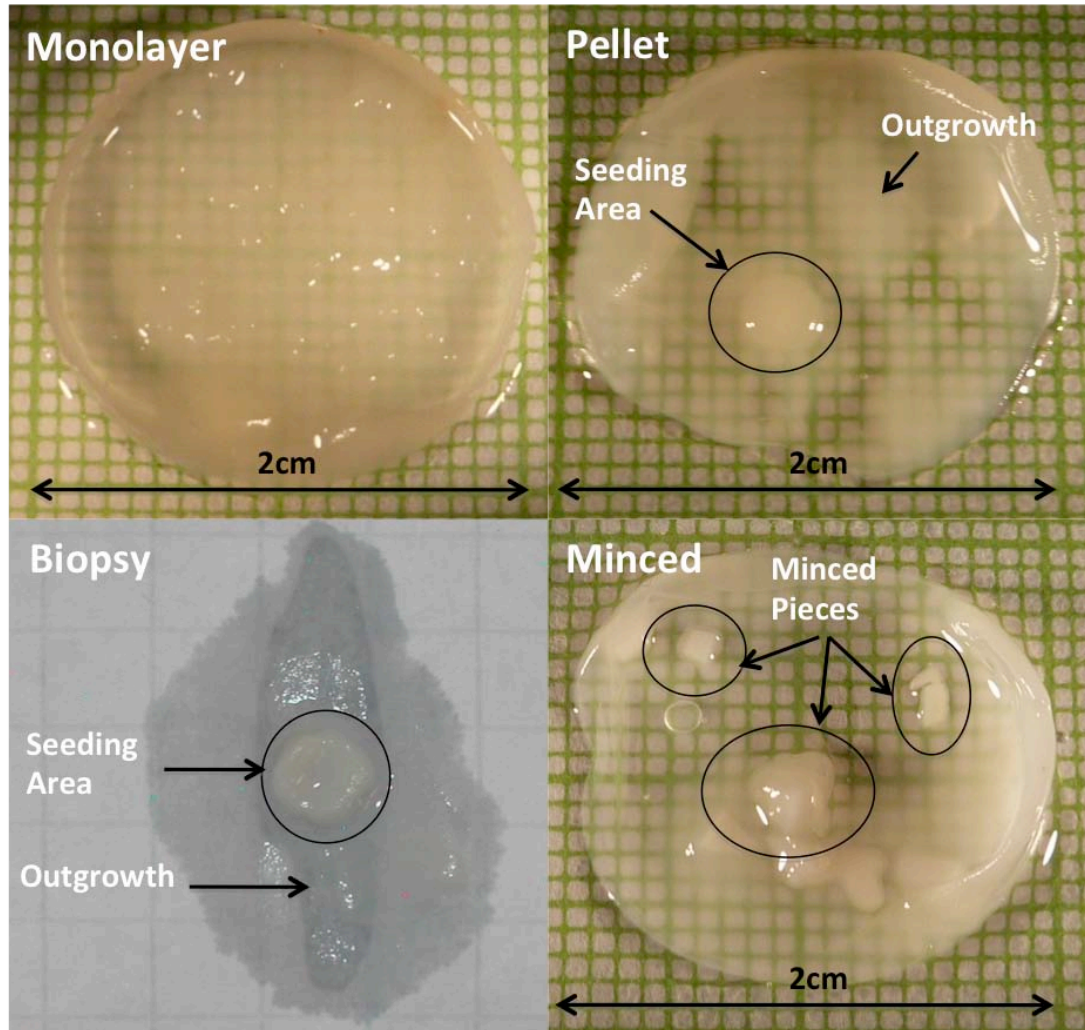 Monolayer
2cm
Pellet
Outgrowth
Seeding
Area
2cm
Biopsy
Seeding
Area
Outgrowth
Minced
Minced
Pieces
2cm